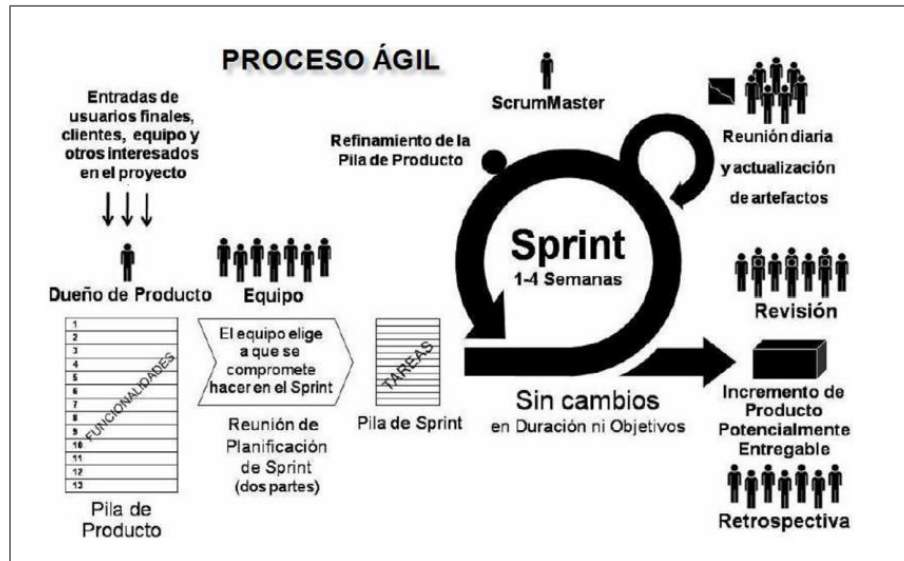 PROCESO ÁGIL
Entradas de
usuarios finales,
clientes, equipo y
otros interesados
en el proyecto
Dueño de Producto
1
2
3
4
5
6
7
8
9
10
11
12
13
FUNCIONALIDADES
Pila de
Producto
Equipo
El equipo elige
a que se
compromete
hacer en el Sprint
Reunión de
Planificación
de Sprint
(dos partes)
TAREAS
Pila de Sprint
Refinamiento de la
Pila de Producto
ScrumMaster
Sprint
1-4 Semanas
Sin cambios
en Duración ni Objetivos
Reunión diaria
y actualización
de artefactos
Revisión
Incremento de
Producto
Potencialmente
Entregable
Retrospectiva